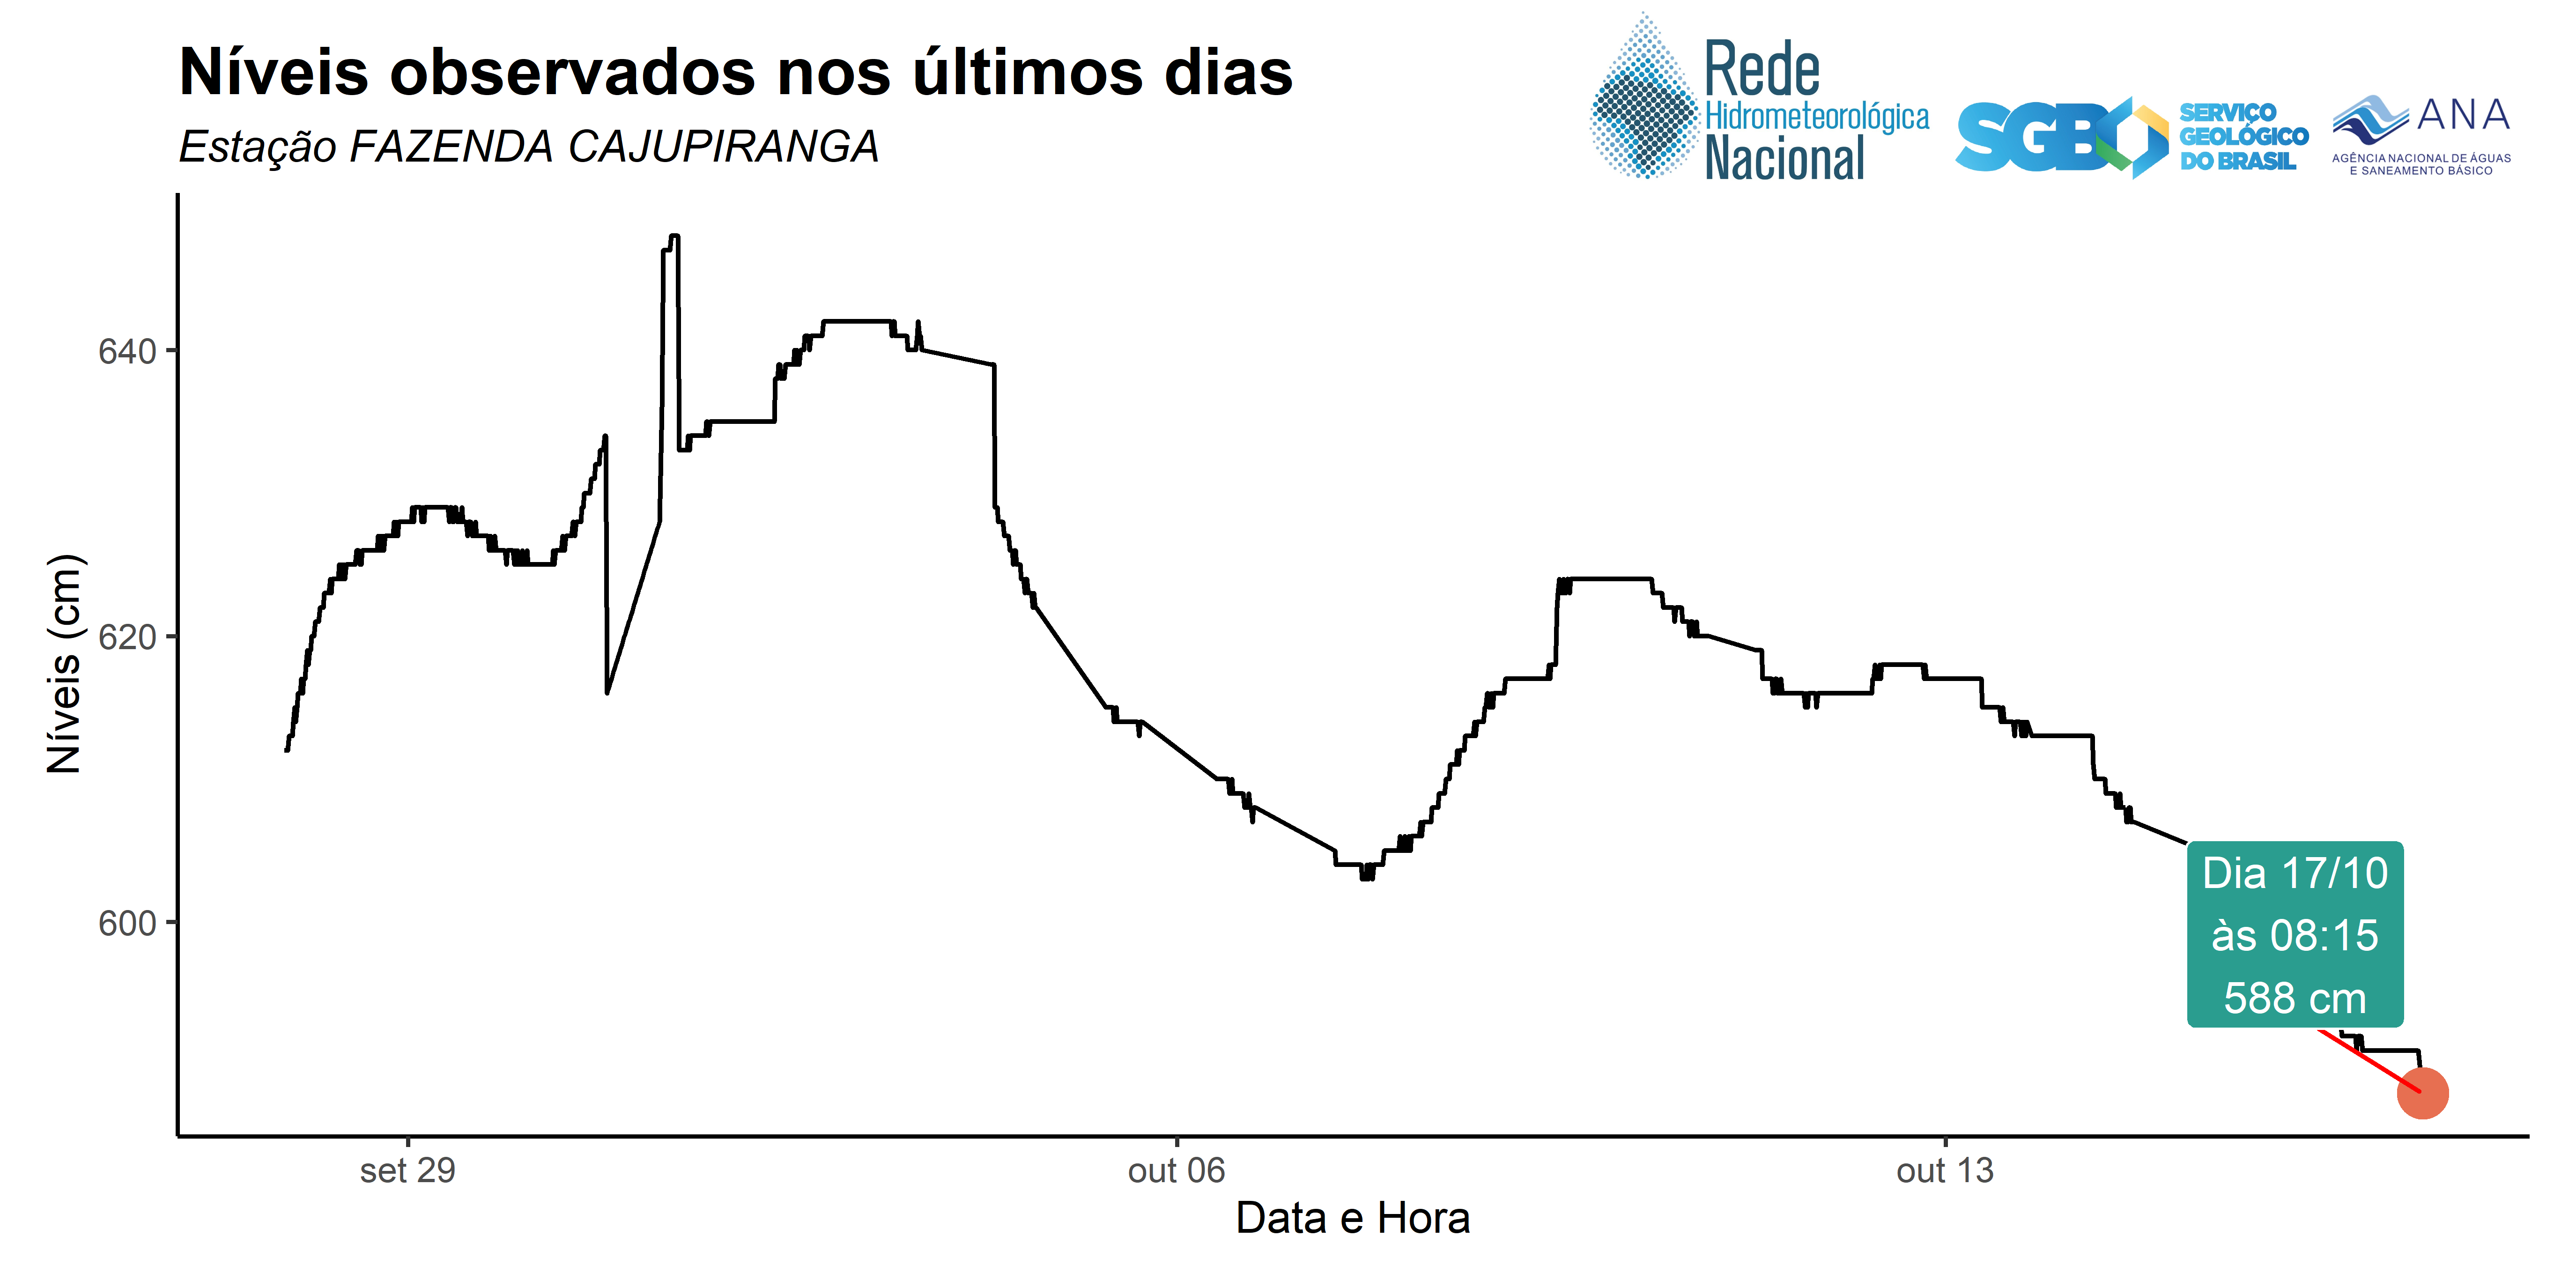 Níveis observados nos últimos dias
Estação FAZENDA CAJUPIRANGA
Rede
Hidrometeorológica
Nacional
SGB
SERVIÇO
GEOLÓGICO
DO BRASIL
ANA
AGÊNCIA NACIONAL DE ÁGUAS
E SANEAMENTO BÁSICO
Níveis (cm)
640
620
600
Dia 17/10
às 08:15
588 cm
set 29
out 06
out 13
Data e Hora